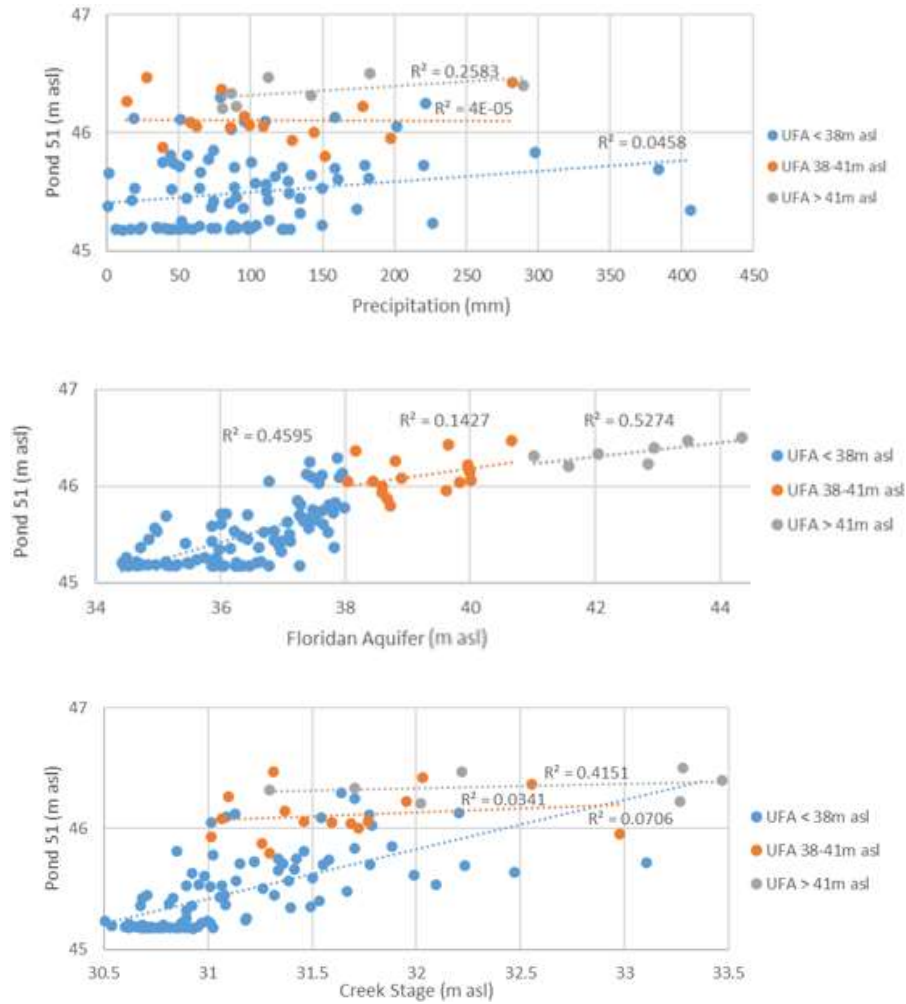 47
46
45
Pond 51 (m asl)
R² = 0.2583
R² = 4E-05
R² = 0.0458
UFA < 38m asl
UFA 38-41m asl
UFA > 41m asl
0 50 100 150 200 250 300 350 400 450
Precipitation (mm)
47
46
45
Pond 51 (m asl)
R² = 0.4595
R² = 0.1427
R² = 0.5274
UFA < 38m asl
UFA 38-41m asl
UFA > 41m asl
34 36 38 40 42 44
Floridan Aquifer (m asl)
47
46
45
Pond 51 (m asl)
R² = 0.4151
R² = 0.0341
R² = 0.0706
UFA < 38m asl
UFA 38-41m asl
UFA > 41m asl
30.5 31 31.5 32 32.5 33 33.5
Creek Stage (m asl)